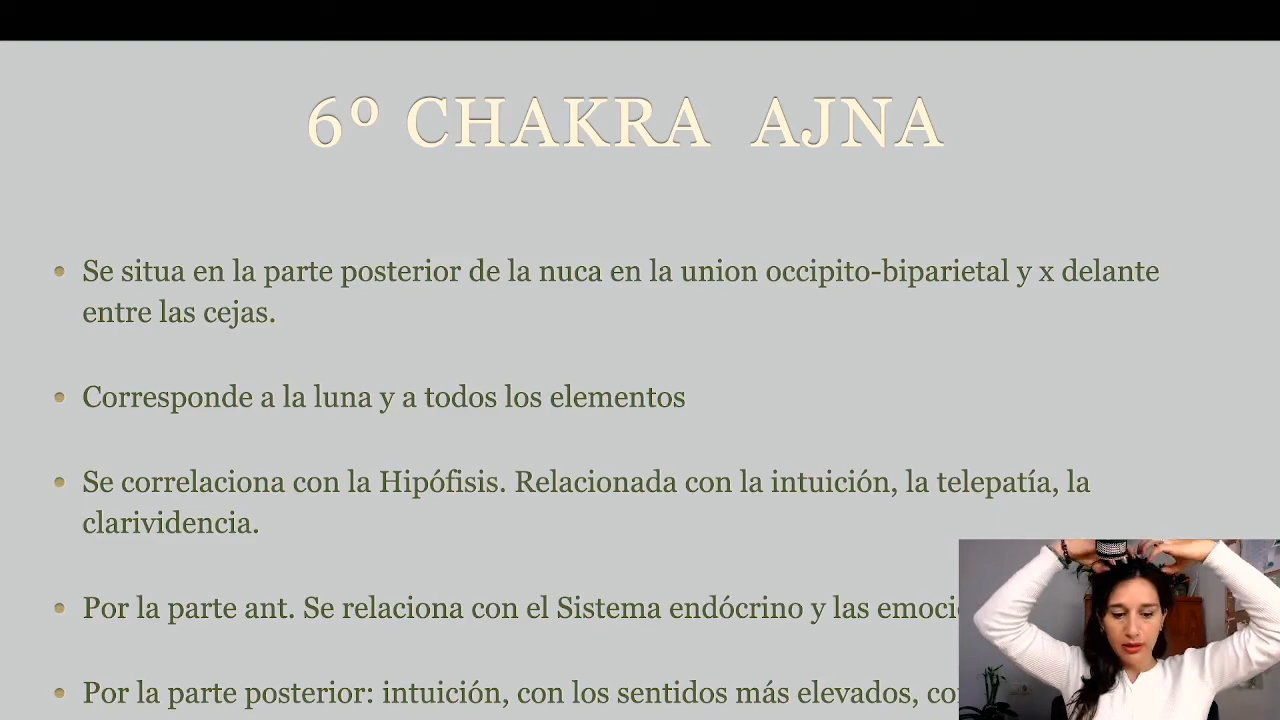 6º CHAKRA AJNA
• Se situa en la parte posterior de la nuca en la union occipito-biparietal y x delante
entre las cejas.
• Corresponde a la luna y a todos los elementos
• Se correlaciona con la Hipófisis. Relacionada con la intuición, la telepatía, la
clarividencia.
• Por la parte ant. Se relaciona con el Sistema endócrino y las
• Por la parte posterior: intuición, con los sentidos más elevados,